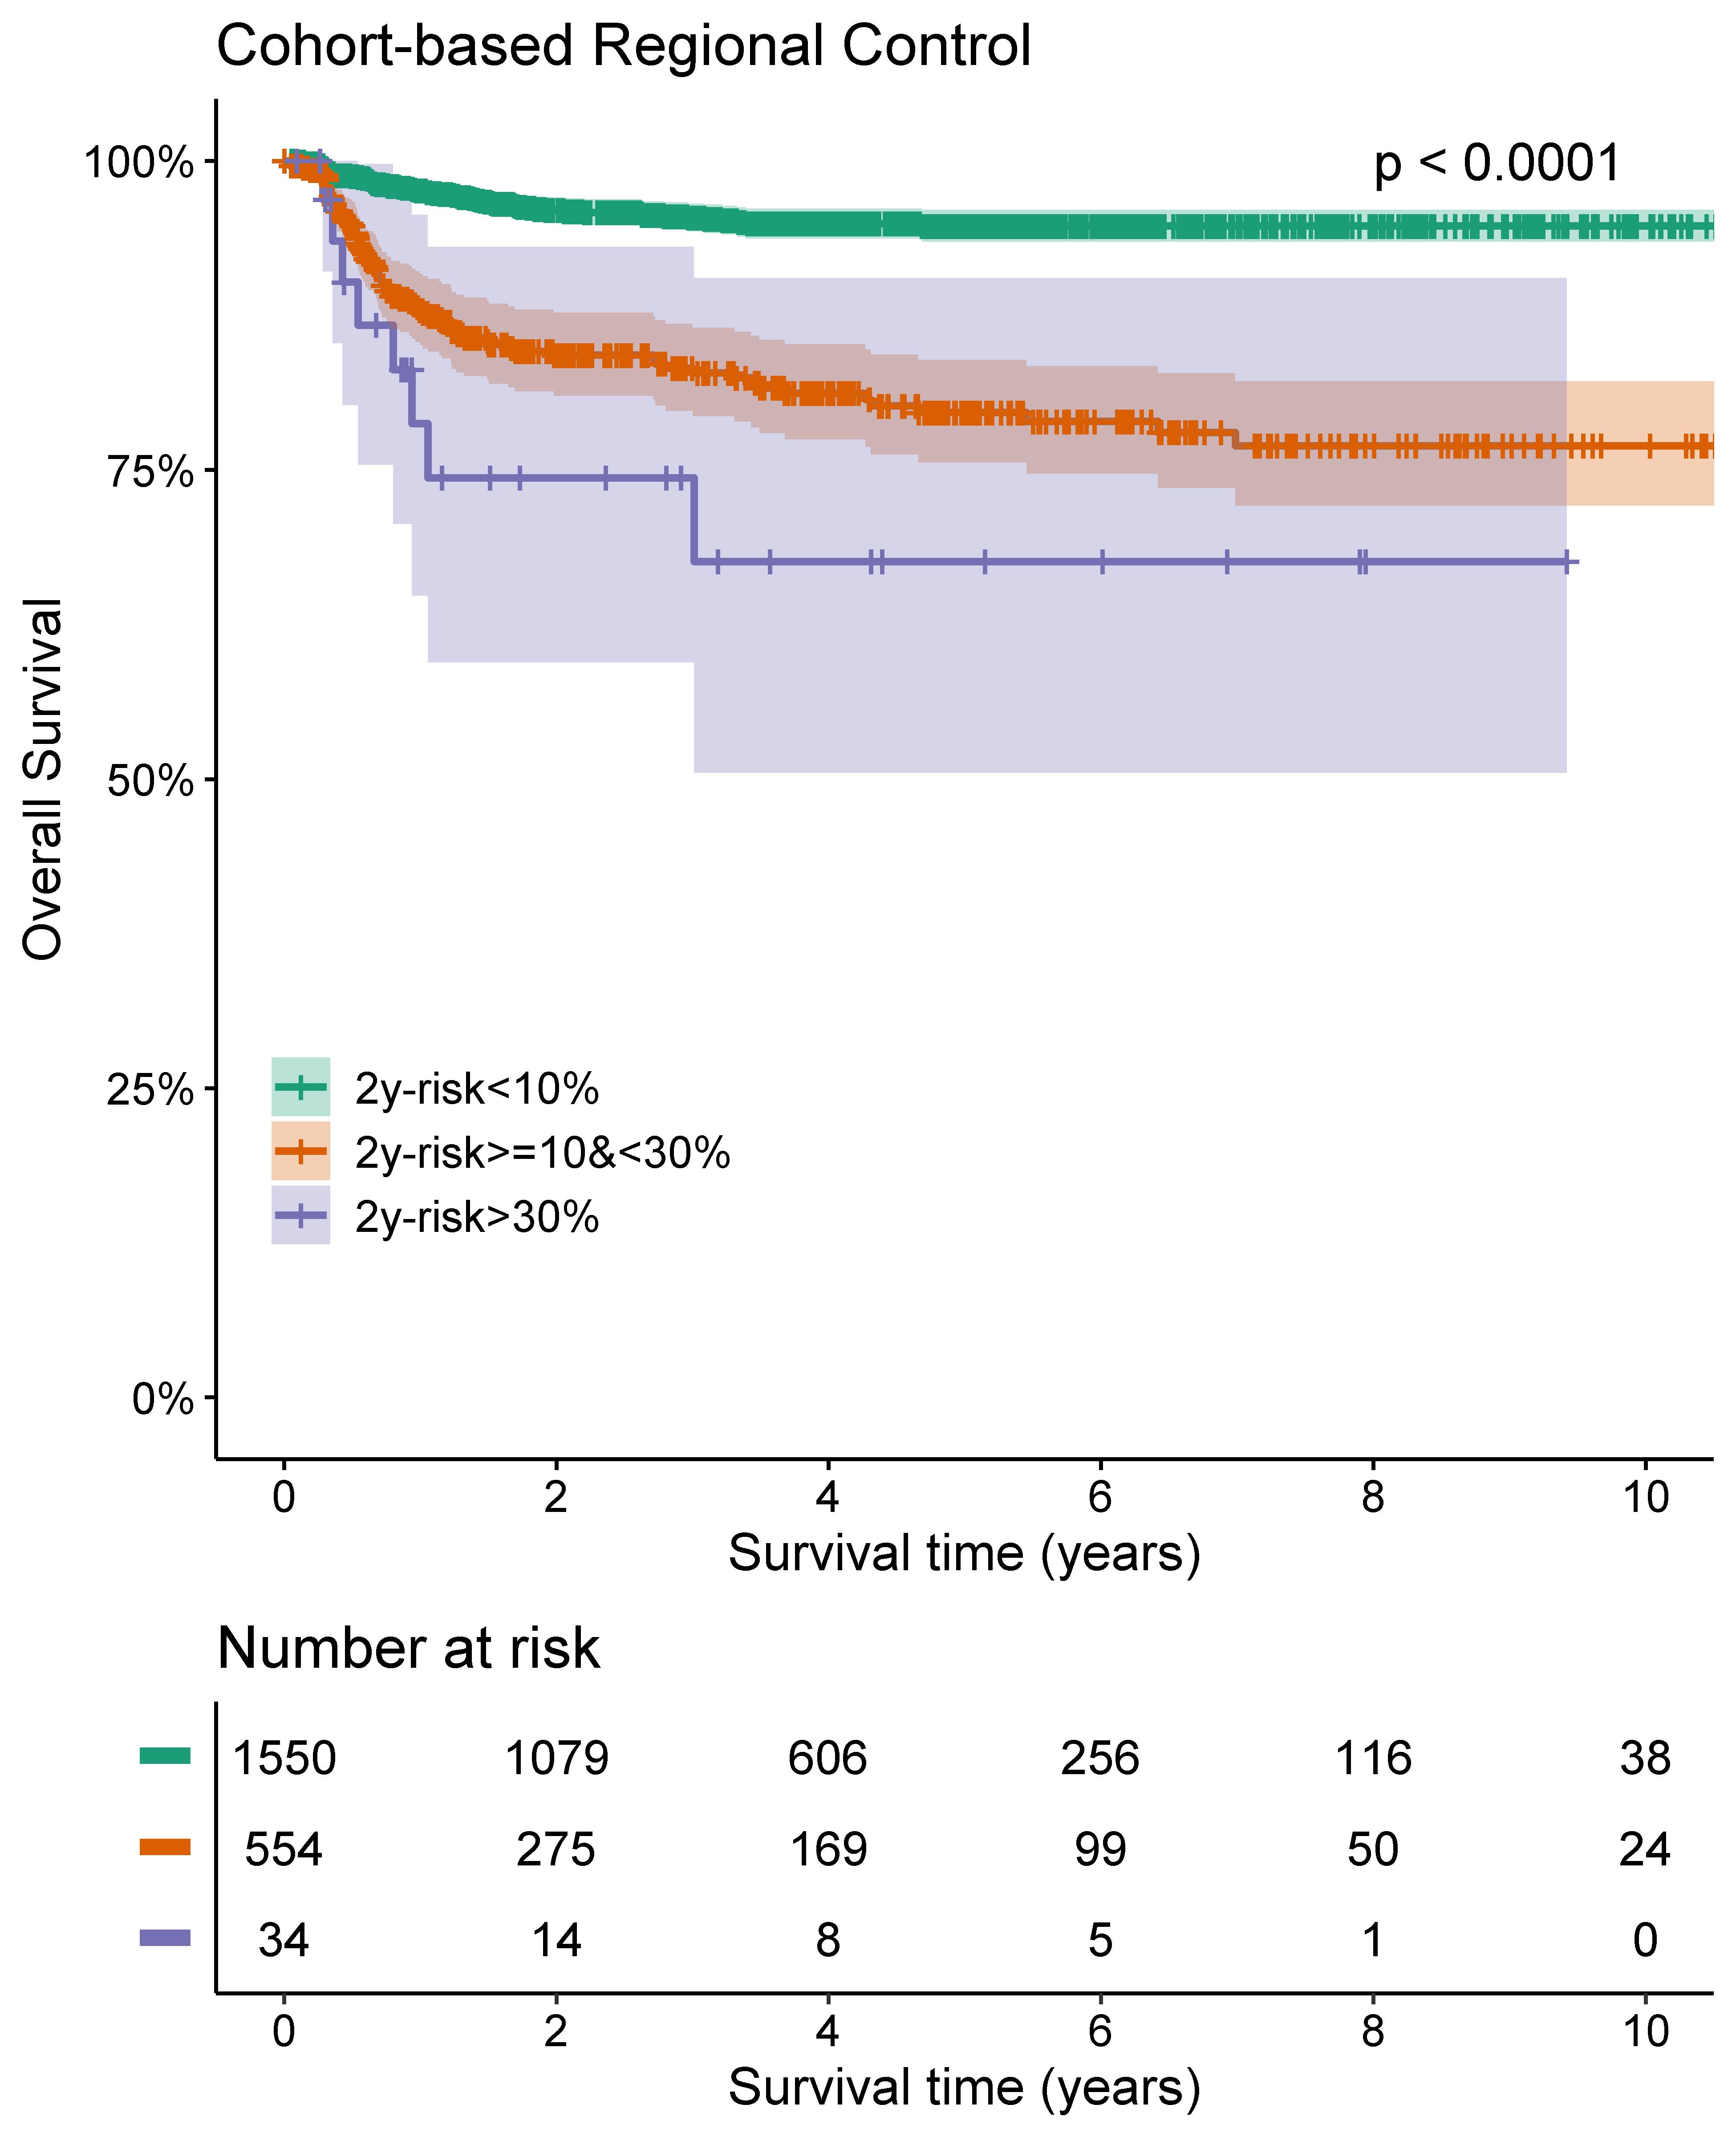 Cohort-based Regional Control
p < 0.0001
100%
75%
50%
25%
0%
Overall Survival
2y-risk<10%
2y-risk>=10&<30%
2y-risk>30%
0 2 4 6 8 10
Survival time (years)
Number at risk
1550 1079 606 256 116 38
554 275 169 99 50 24
34 14 8 5 1 0
0 2 4 6 8 10
Survival time (years)